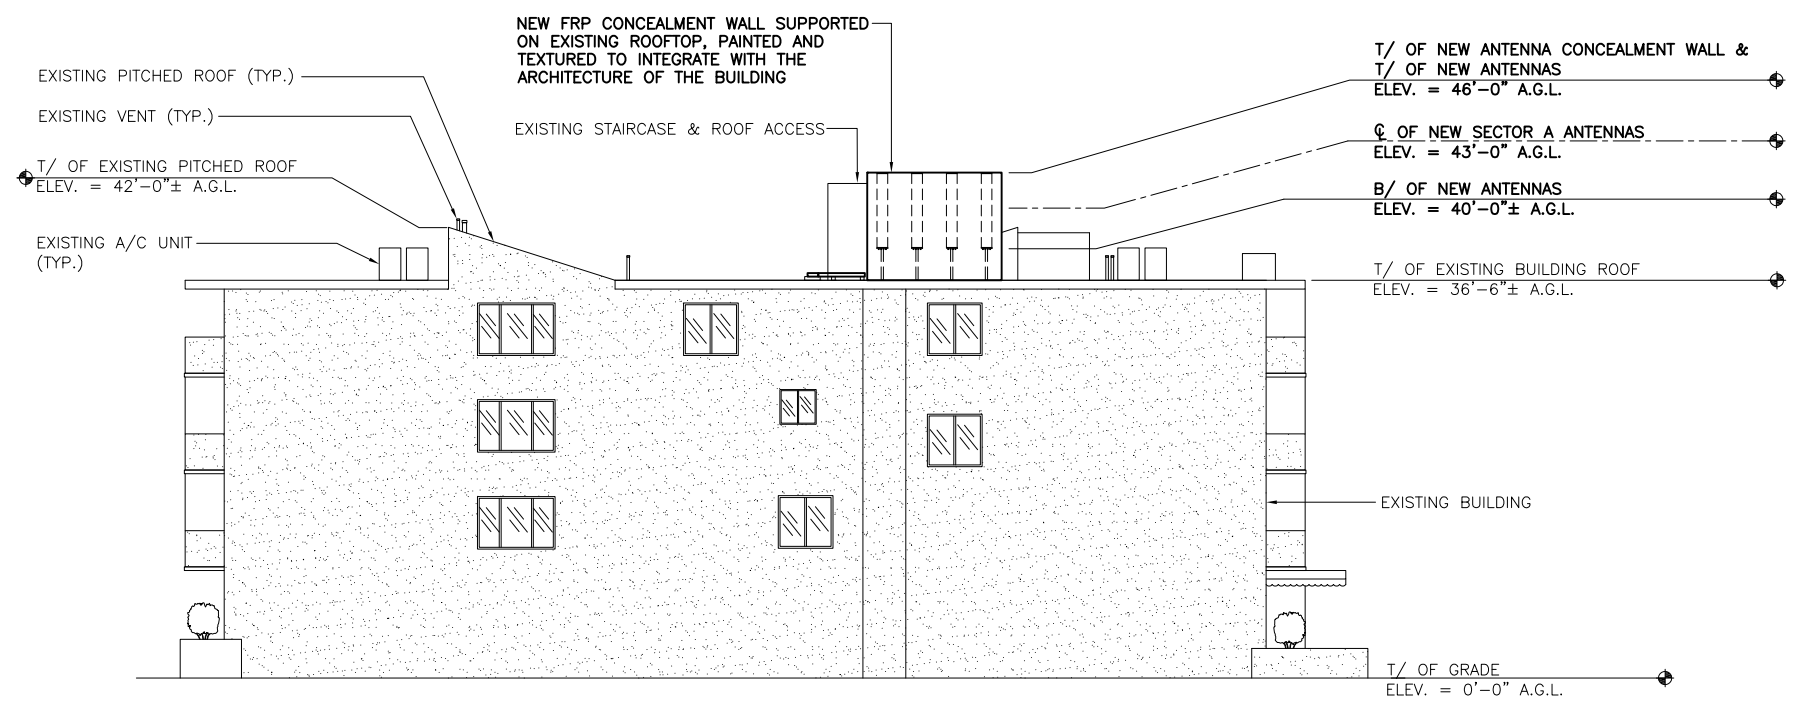 NEW FRP CONCEALMENT WALL SUPPORTED
ON EXISTING ROOFTOP, PAINTED AND
TEXTURED TO INTEGRATE WITH THE
ARCHITECTURE OF THE BUILDING
EXISTING PITCHED ROOF (TYP.)
EXISTING VENT (TYP.)
EXISTING STAIRCASE & ROOF ACCESS
T/ OF EXISTING PITCHED ROOF
ELEV. = 42'-0"± A.G.L.
EXISTING A/C UNIT
(TYP.)
T/ OF NEW ANTENNA CONCEALMENT WALL &
T/ OF NEW ANTENNAS
ELEV. = 46'-0" A.G.L.
℄ OF NEW SECTOR A ANTENNAS
ELEV. = 43'-0" A.G.L.
B/ OF NEW ANTENNAS
ELEV. = 40'-0"± A.G.L.
T/ OF EXISTING BUILDING ROOF
ELEV. = 36'-6"± A.G.L.
EXISTING BUILDING
T/ OF GRADE
ELEV. = 0'-0" A.G.L.